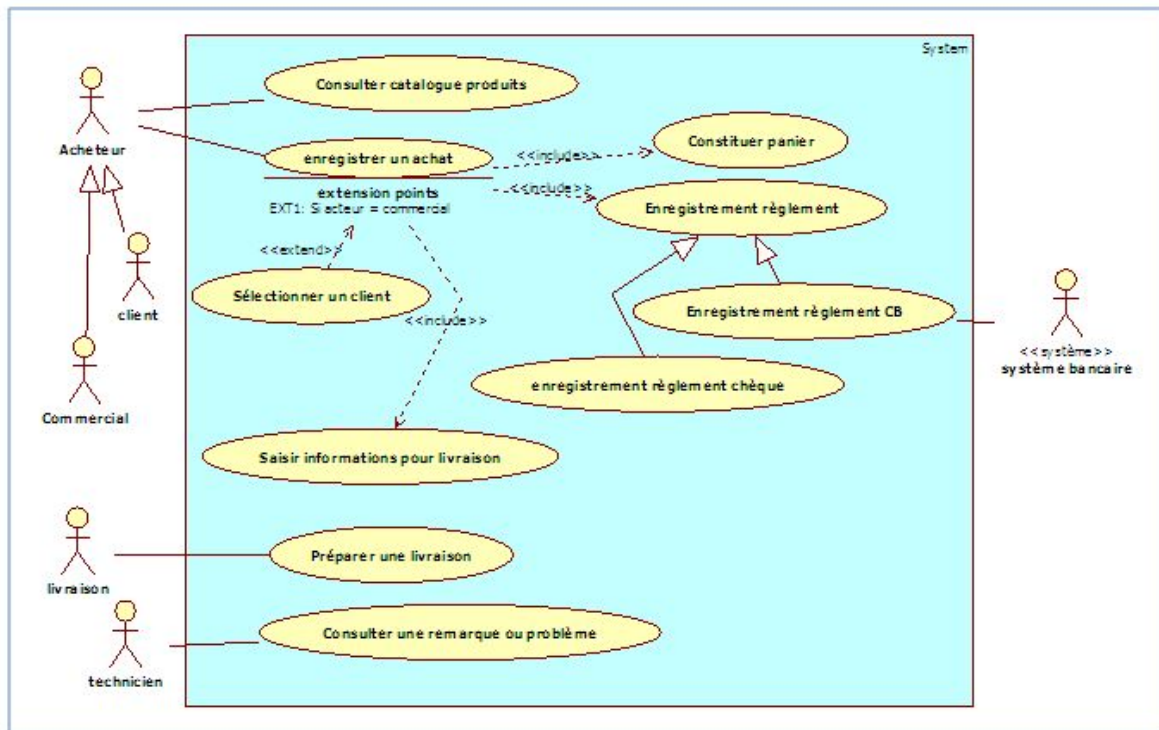 System
Consulter catalogue produits
Acheteur
enregistrer un achat
<<include>>
Constituer panier
extension points
EXT1: Si acteur = commercial
<<include>>
Enregistrement règlement
<<extend>>
client
Sélectionner un client
<<include>>
Enregistrement règlement CB
<<système>>
système bancaire
enregistrement règlement chèque
Commercial
Saisir informations pour livraison
Préparer une livraison
livraison
Consulter une remarque ou problème
technicien